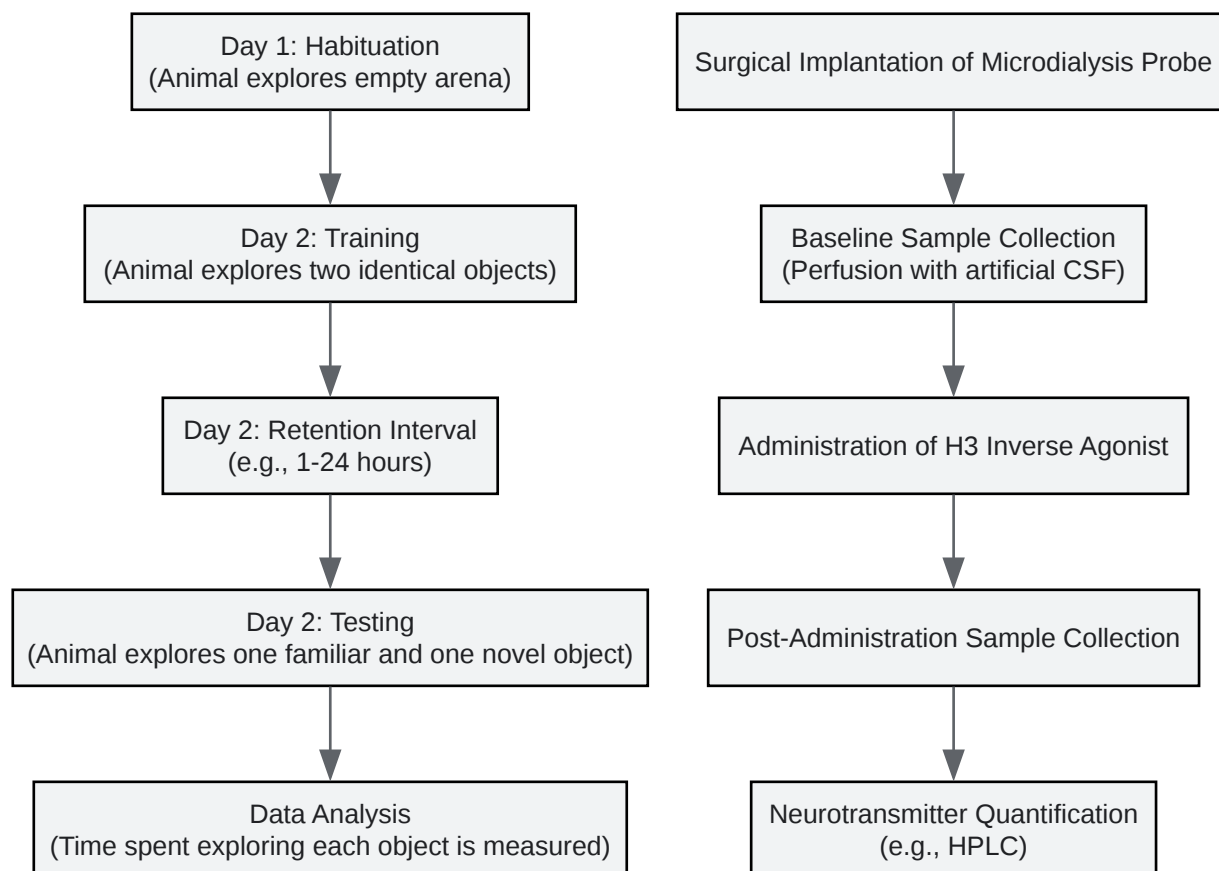 Day 1: Habituation
(Animal explores empty arena)
Day 2: Training
(Animal explores two identical objects)
Day 2: Retention Interval
(e.g., 1-24 hours)
Day 2: Testing
(Animal explores one familiar and one novel object)
Data Analysis
(Time spent exploring each object is measured)
Surgical Implantation of Microdialysis Probe
Baseline Sample Collection
(Perfusion with artificial CSF)
Administration of H3 Inverse Agonist
Post-Administration Sample Collection
Neurotransmitter Quantification
(e.g., HPLC)